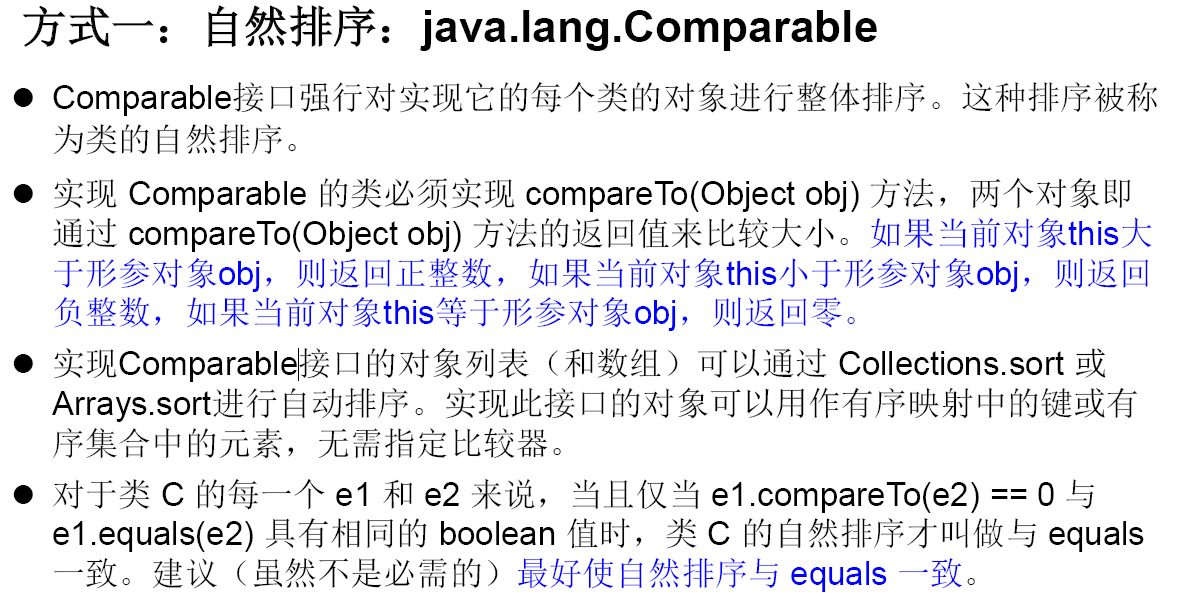 方式一：自然排序：java.lang.Comparable
● Comparable接口强行对实现它的每个类的对象进行整体排序。这种排序被称
为类的自然排序。
● 实现 Comparable 的类必须实现 compareTo(Object obj) 方法，两个对象即
通过 compareTo(Object obj) 方法的返回值来比较大小。如果当前对象this大
于形参对象obj，则返回正整数，如果当前对象this小于形参对象obj，则返回
负整数，如果当前对象this等于形参对象obj，则返回零。
● 实现Comparable接口的对象列表（和数组）可以通过 Collections.sort 或
Arrays.sort进行自动排序。实现此接口的对象可以用作有序映射中的键或有
序集合中的元素，无需指定比较器。
● 对于类 C 的每一个 e1 和 e2 来说，当且仅当 e1.compareTo(e2) == 0 与
e1.equals(e2) 具有相同的 boolean 值时，类 C 的自然排序才叫做与 equals
一致。建议（虽然不是必需的）最好使自然排序与 equals 一致。